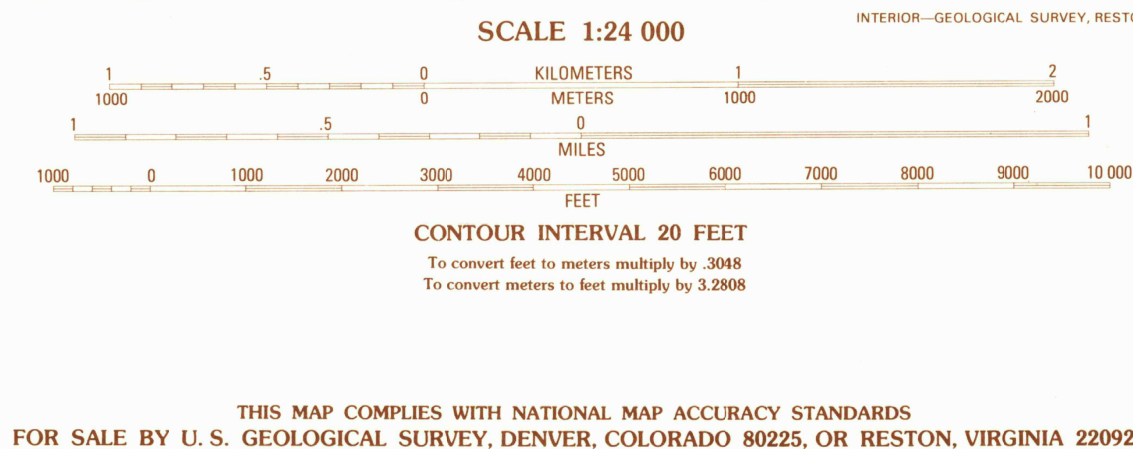 INTERIOR—GEOLOGICAL SURVEY, RESTO
SCALE 1:24 000
1 .5 0 KILOMETERS 1 2
1000 0 METERS 1000 2000
1 .5 0 1
MILES
1000 0 1000 2000 3000 4000 5000 6000 7000 8000 9000 10 000
FEET
CONTOUR INTERVAL 20 FEET
To convert feet to meters multiply by .3048
To convert meters to feet multiply by 3.2808
THIS MAP COMPLIES WITH NATIONAL MAP ACCURACY STANDARDS
FOR SALE BY U. S. GEOLOGICAL SURVEY, DENVER, COLORADO 80225, OR RESTON, VIRGINIA 22092